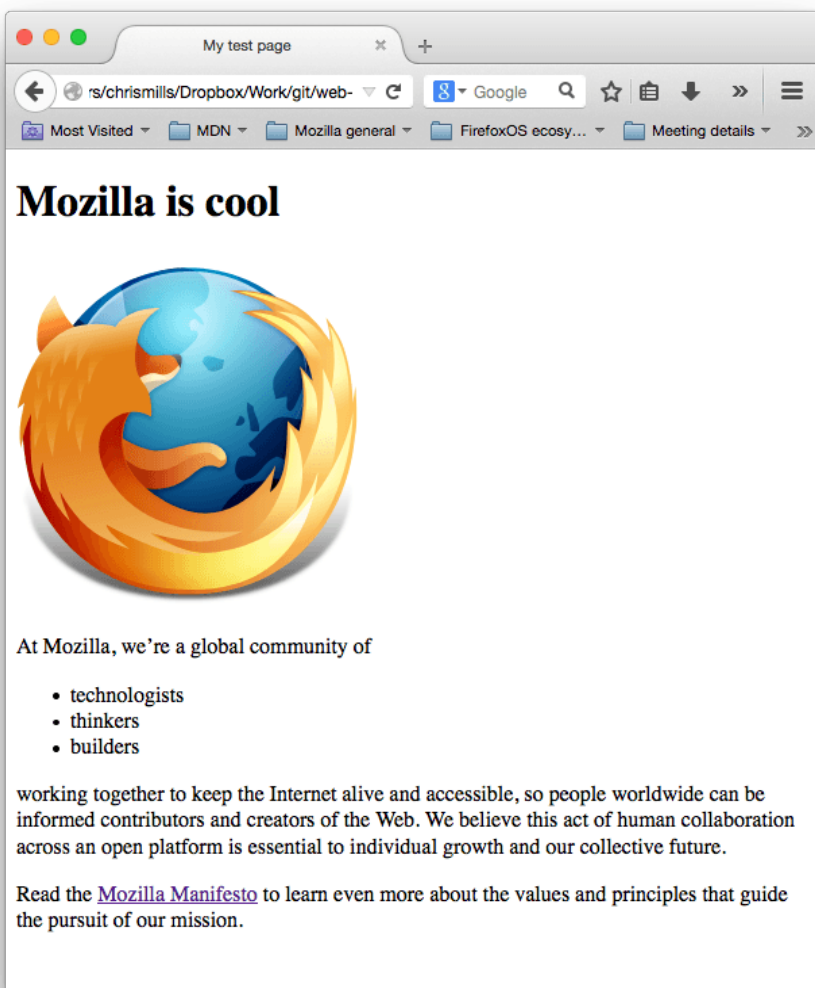 My test page
rs/chrismills/Dropbox/Work/git/web-
Google
Most Visited MDN Mozilla general FirefoxOS ecosy... Meeting details
Mozilla is cool
At Mozilla, we’re a global community of
• technologists
• thinkers
• builders
working together to keep the Internet alive and accessible, so people worldwide can be
informed contributors and creators of the Web. We believe this act of human collaboration
across an open platform is essential to individual growth and our collective future.
Read the Mozilla Manifesto to learn even more about the values and principles that guide
the pursuit of our mission.